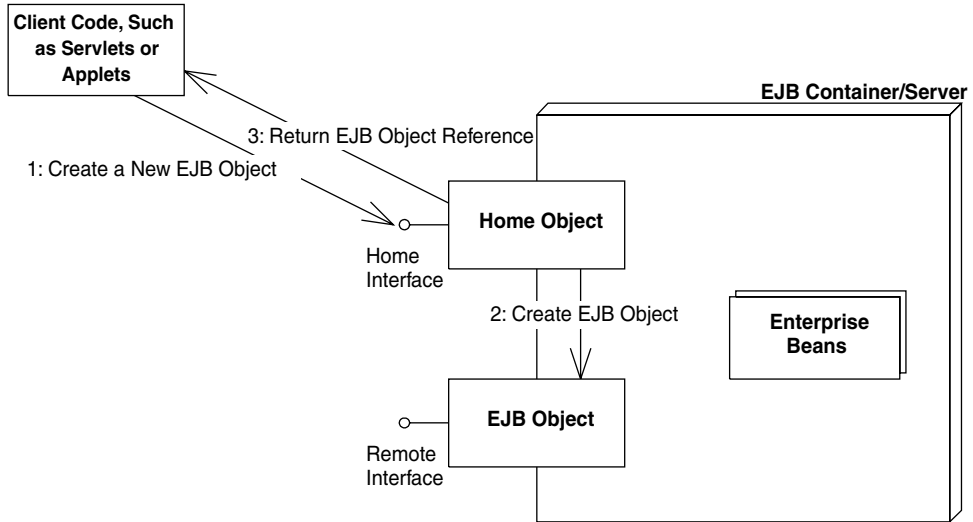 Client Code, Such
as Servlets or
Applets
EJB Container/Server
3: Return EJB Object Reference
1: Create a New EJB Object
Home Object
Home
Interface
2: Create EJB Object
Enterprise
Beans
EJB Object
Remote
Interface